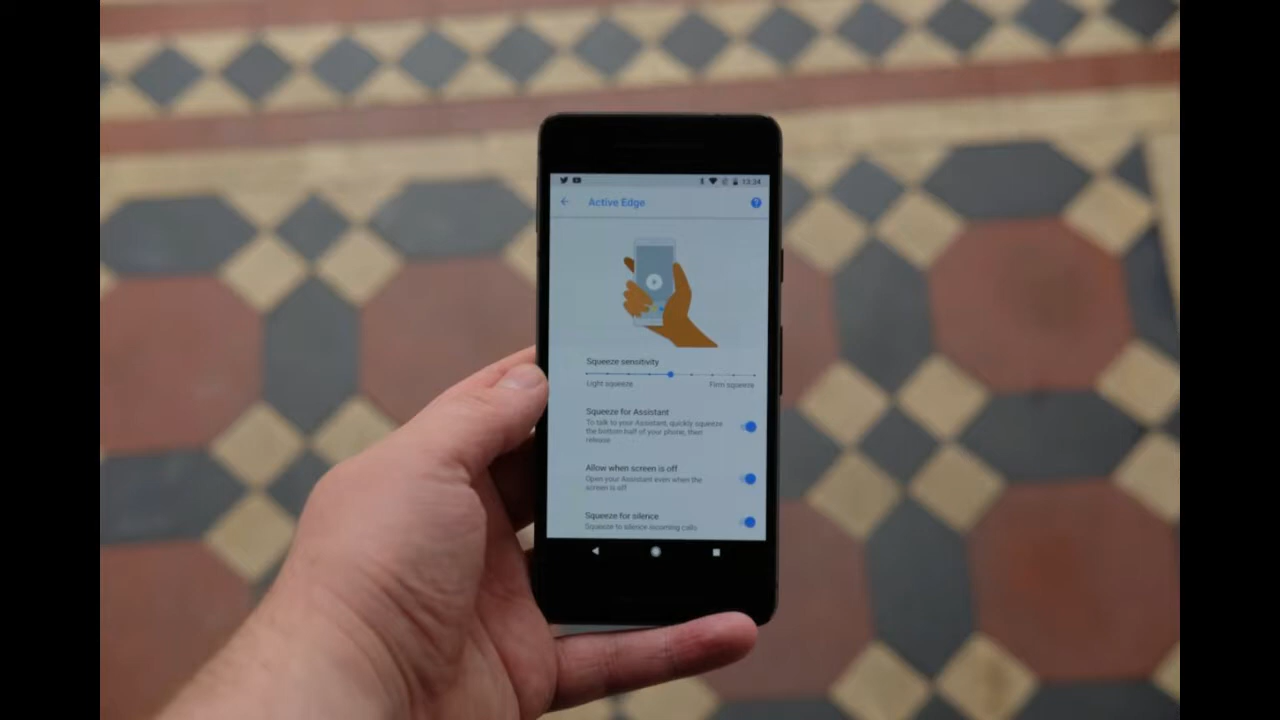 13:24
Active Edge
Squeeze sensitivity
Light squeeze Firm squeeze
Squeeze for Assistant
To talk to your Assistant, quickly squeeze
the bottom half of your phone, then
release
Allow when screen is off
Open your Assistant even when the
screen is off
Squeeze for silence
Squeeze to silence incoming calls